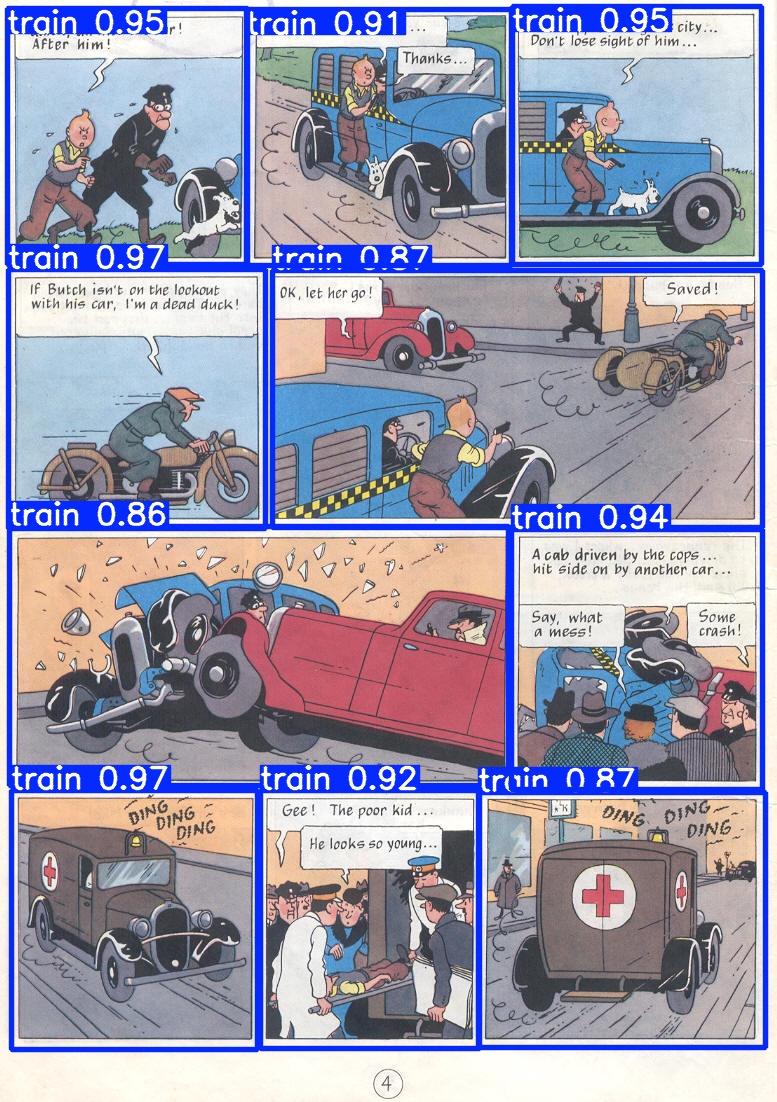 train 0.95
r!
After him!
train 0.91
...
Thanks...
train 0.95
city...
Don't lose sight of him...
train 0.97
If Butch isn't on the lookout
with his car, I'm a dead duck!
train 0.87
OK, let her go!
Saved!
train 0.86
train 0.94
A cab driven by the cops...
hit side on by another car...
Say, what
a mess!
Some
crash!
train 0.97
DING
DING
DING
train 0.92
Gee! The poor kid...
He looks so young...
train 0.87
DING
DING
DING
4